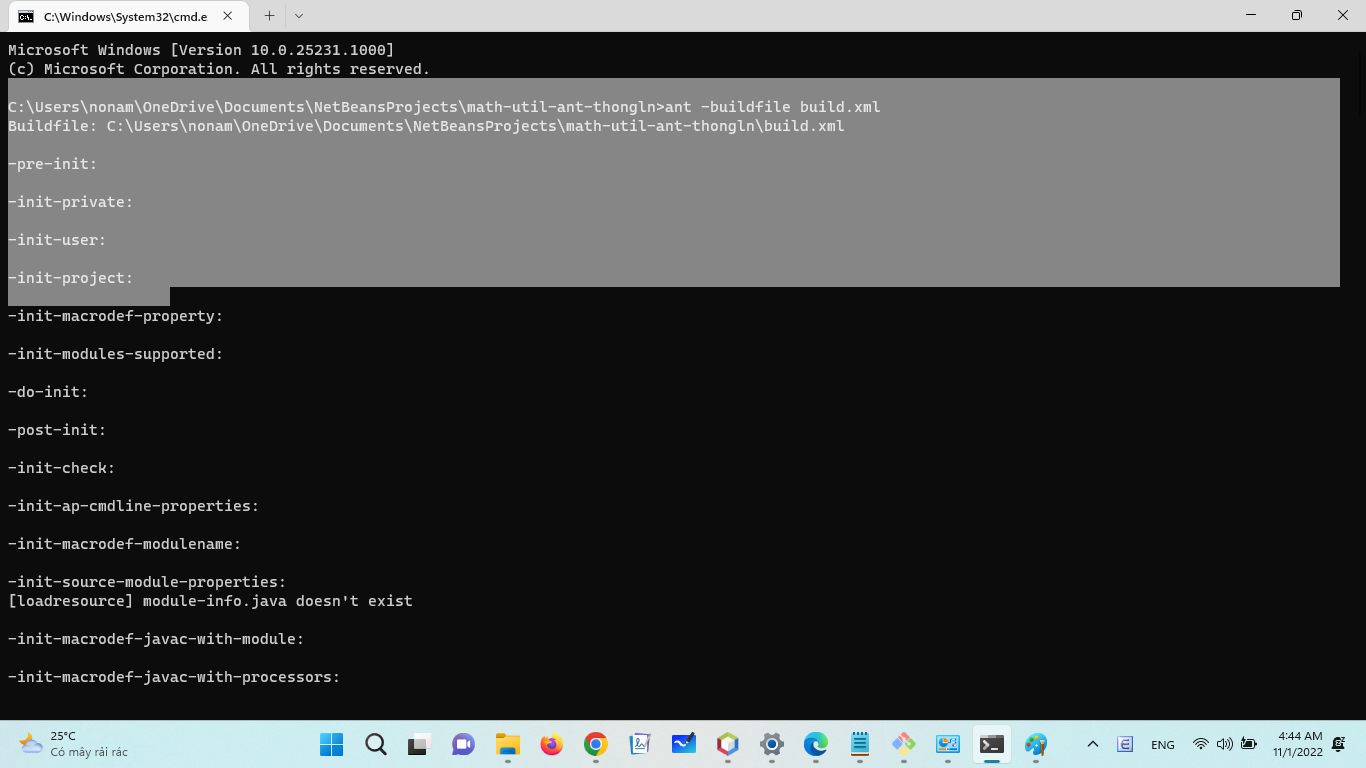 C:\Windows\System32\cmd.e
Microsoft Windows [Version 10.0.25231.1000]
(c) Microsoft Corporation. All rights reserved.
C:\Users\nonam\OneDrive\Documents\NetBeansProjects\math-util-ant-thongln>ant -buildfile build.xml
Buildfile: C:\Users\nonam\OneDrive\Documents\NetBeansProjects\math-util-ant-thongln\build.xml
-pre-init:
-init-private:
-init-user:
-init-project:
-init-macrodef-property:
-init-modules-supported:
-do-init:
-post-init:
-init-check:
-init-ap-cmdline-properties:
-init-macrodef-modulename:
-init-source-module-properties:
[loadresource] module-info.java doesn't exist
-init-macrodef-javac-with-module:
-init-macrodef-javac-with-processors:
25°C
Có mây rải rác
ENG
4:44 AM
11/1/2022